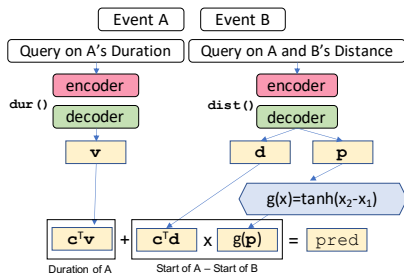 Event A
Event B
Query on A's Duration
Query on A and B's Distance
encoder
encoder
dur()
decoder
dist()
decoder
v
d
p
g(x)=tanh(x₂-x₁)
cᵀv + cᵀd x g(p) = pred
Duration of A
Start of A – Start of B